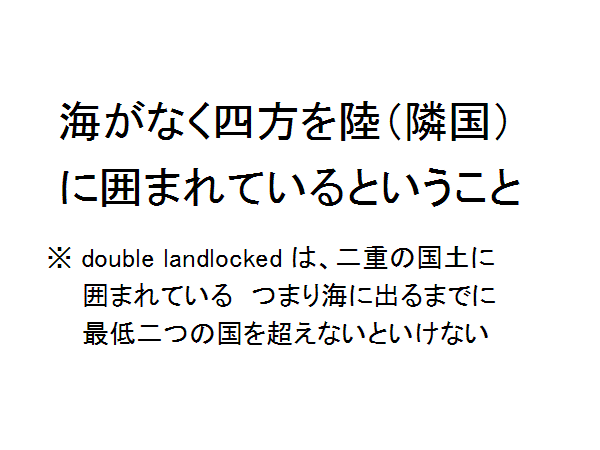 海がなく四方を陸（隣国）
に囲まれているということ
※ double landlocked は、二重の国土に
囲まれている　つまり海に出るまでに
最低二つの国を超えないといけない